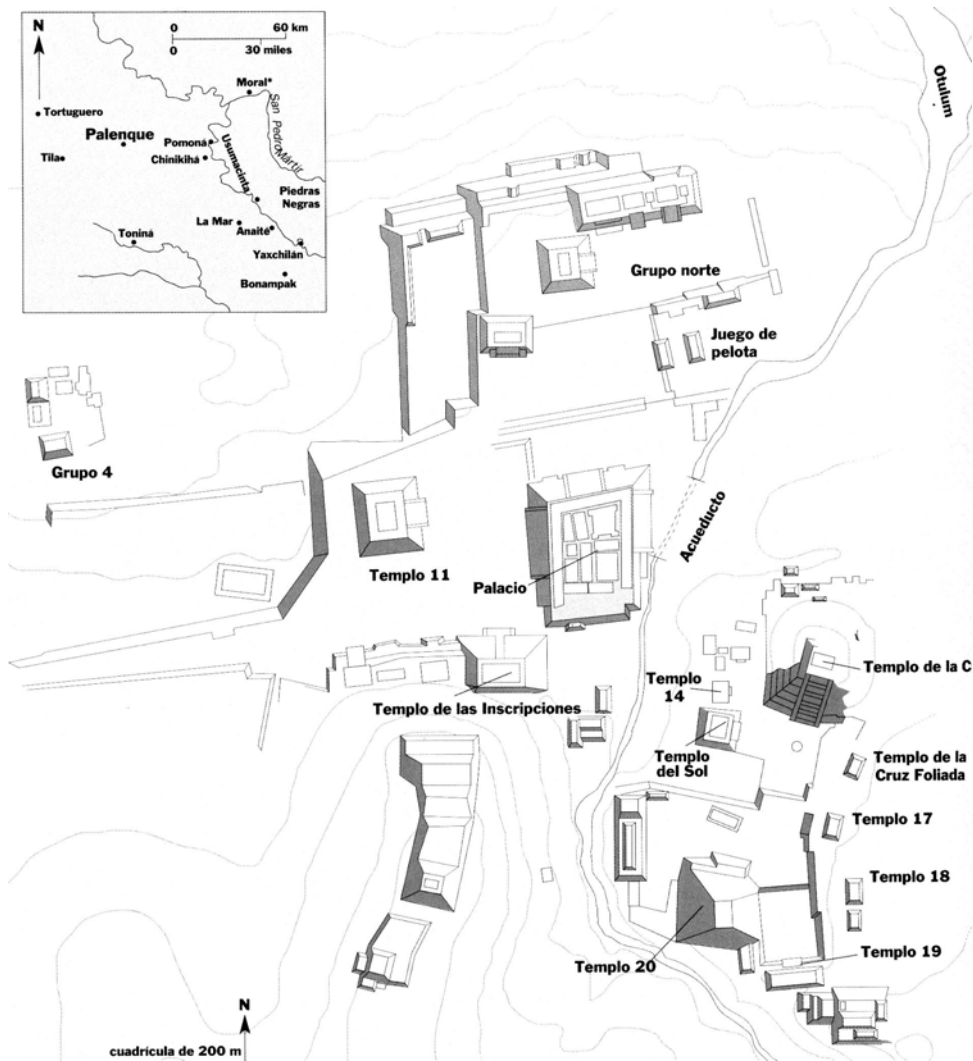 N
0 60 km
0 30 miles
Moral*
San Pedro Mártir
Tortuguero
Palenque
Pomoná
Usumacinta
Tila
Chinikihá
Piedras
Negras
La Mar
Anaité
Toniná
Yaxchilán
Bonampak
Otulum
Grupo norte
Juego de
pelota
Grupo 4
Acueducto
Templo 11
Palacio
Templo de la C
Templo
14
Templo de las Inscripciones
Templo
del Sol
Templo de la
Cruz Foliada
Templo 17
Templo 18
Templo 19
Templo 20
N
cuadrícula de 200 m